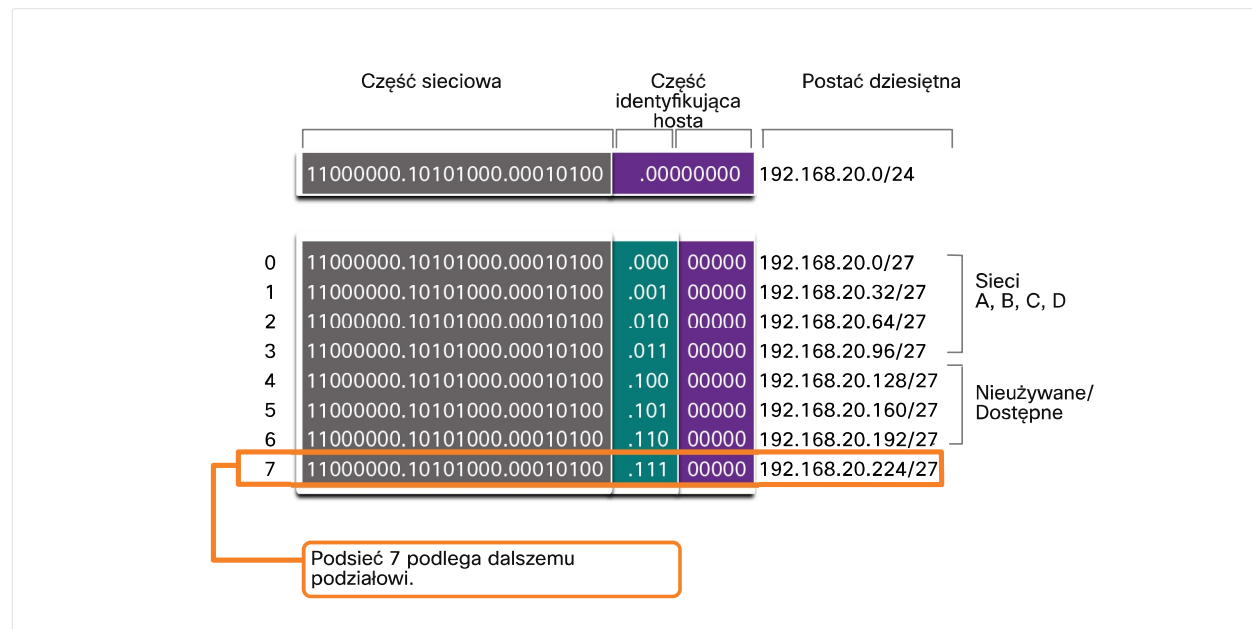 Część sieciowa
Część identyfikująca hosta
Postać dziesiętna
11000000.10101000.00010100 .00000000 192.168.20.0/24
0 11000000.10101000.00010100 .000 00000 192.168.20.0/27
1 11000000.10101000.00010100 .001 00000 192.168.20.32/27
2 11000000.10101000.00010100 .010 00000 192.168.20.64/27
3 11000000.10101000.00010100 .011 00000 192.168.20.96/27
Sieci
A, B, C, D
4 11000000.10101000.00010100 .100 00000 192.168.20.128/27
5 11000000.10101000.00010100 .101 00000 192.168.20.160/27
6 11000000.10101000.00010100 .110 00000 192.168.20.192/27
Nieużywane/
Dostępne
7 11000000.10101000.00010100 .111 00000 192.168.20.224/27
Podsieć 7 podlega dalszemu
podziałowi.